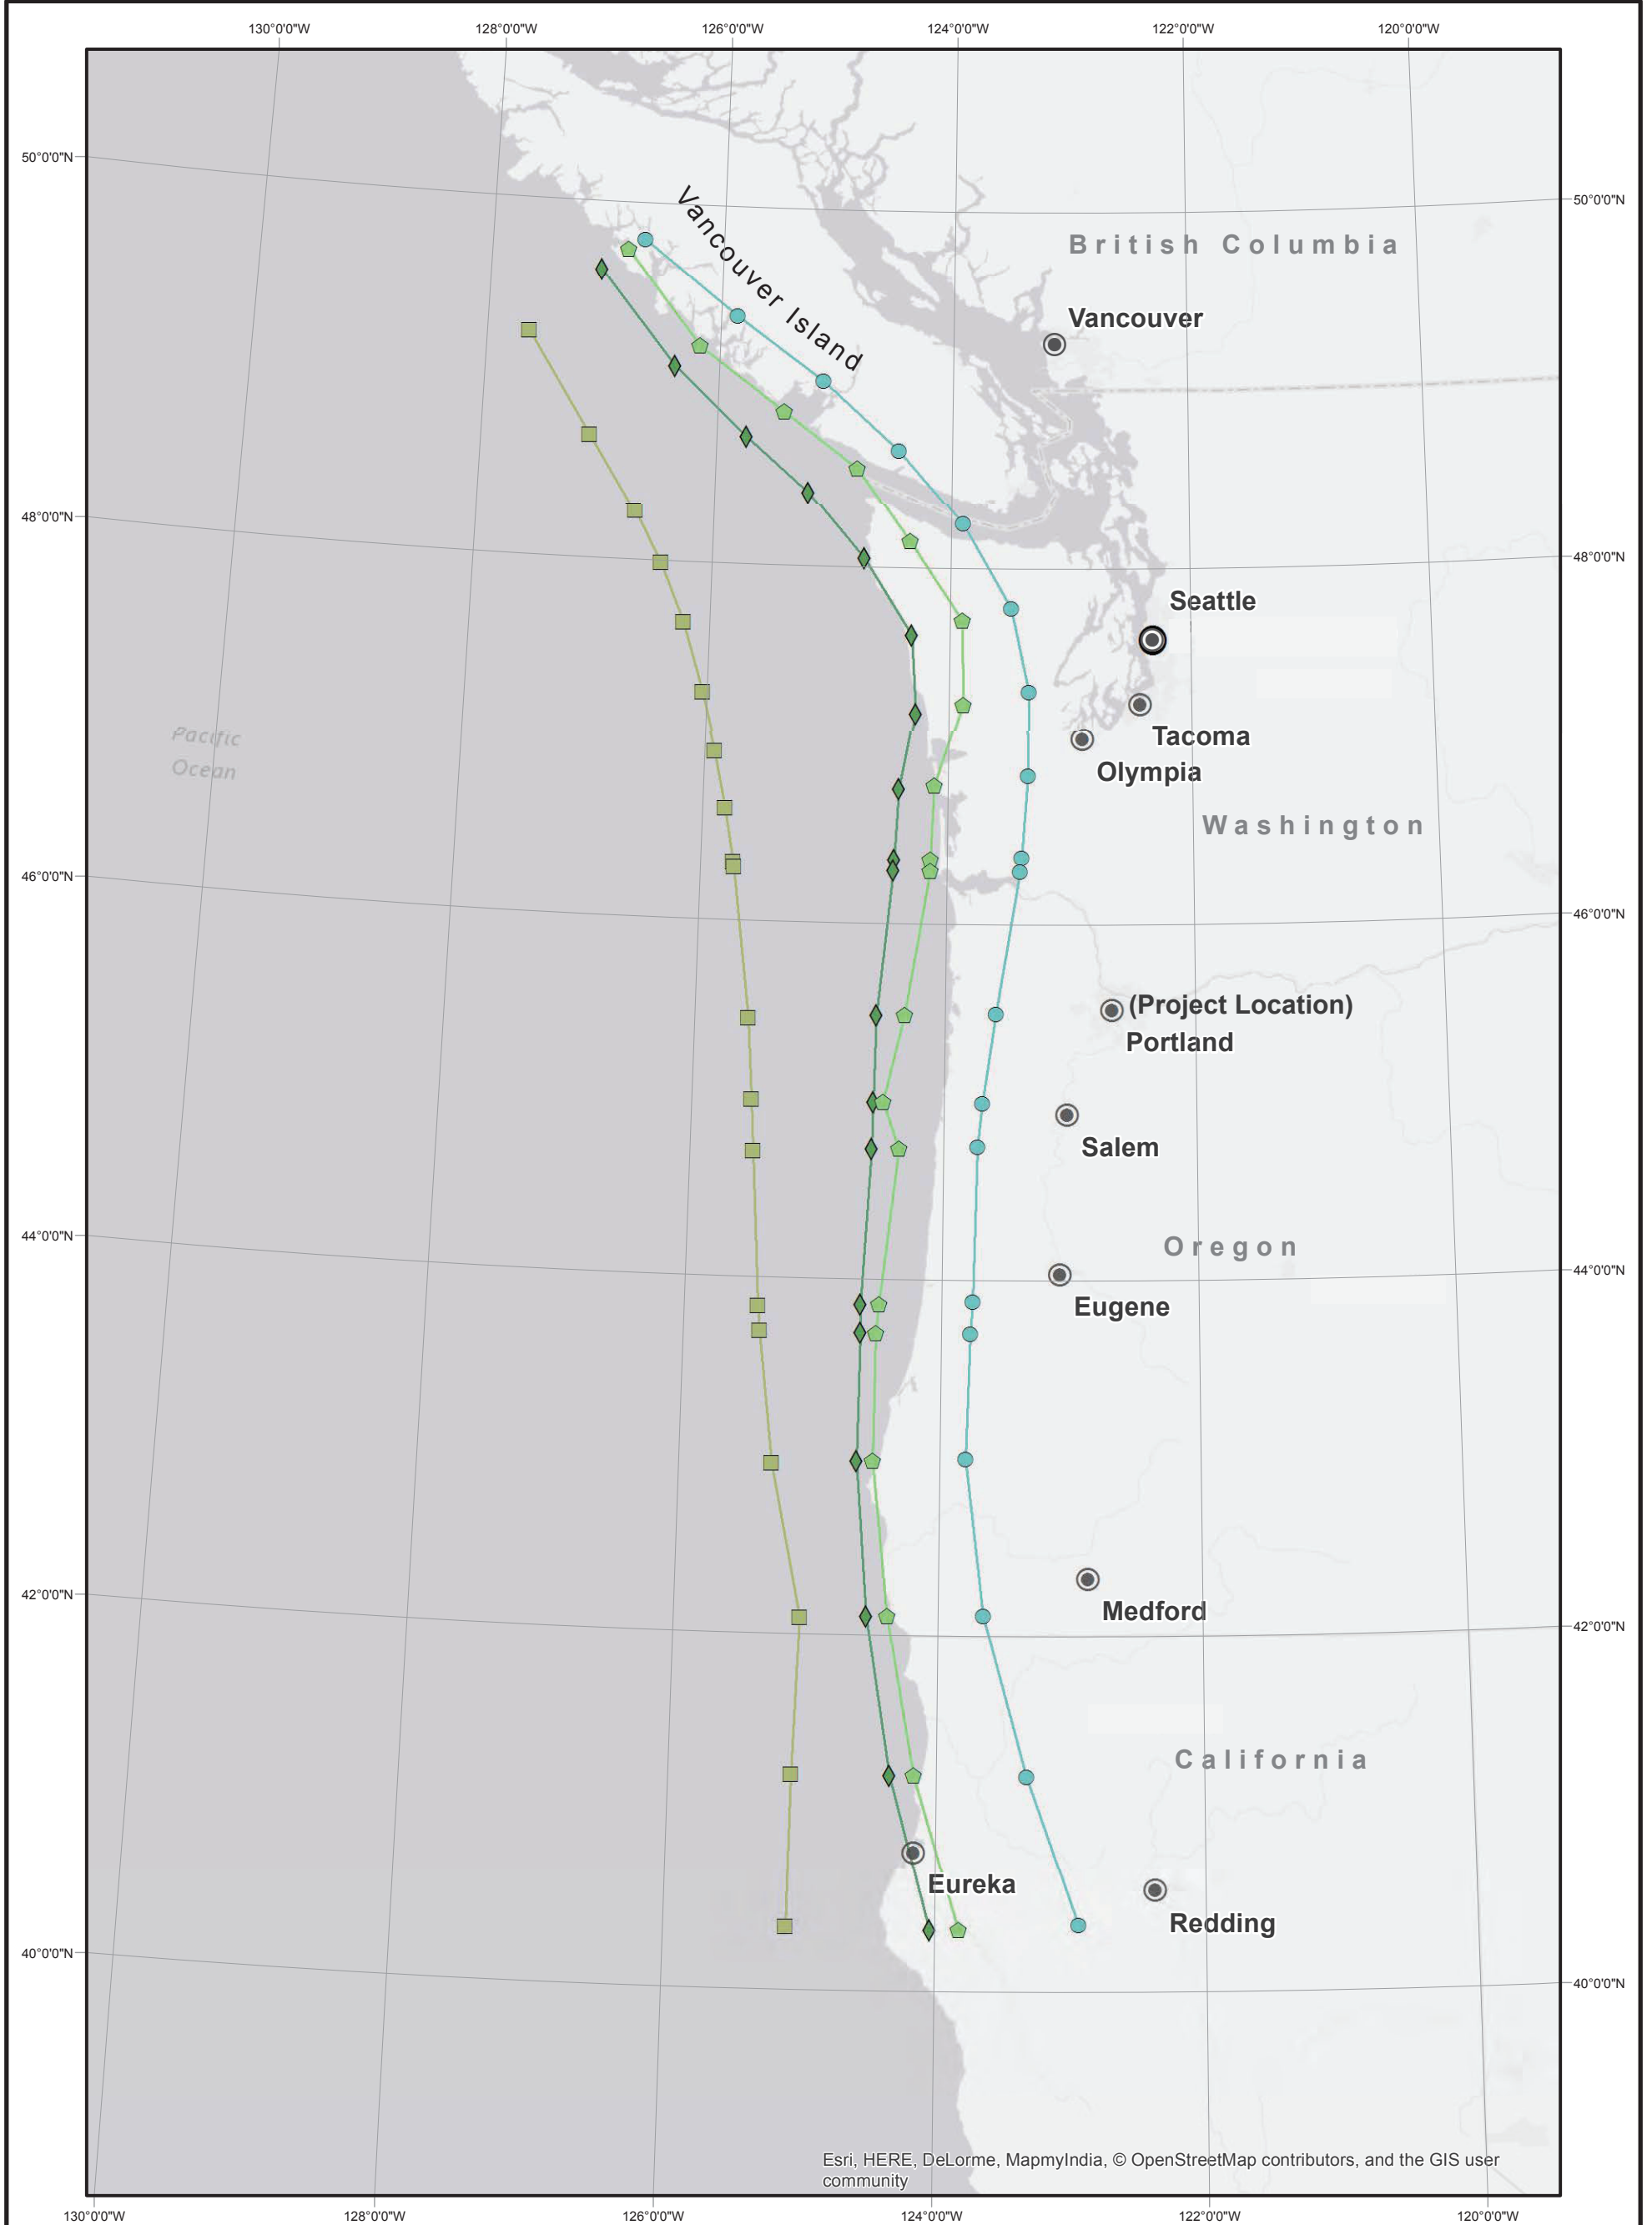 130°0'0"W 128°0'0"W 126°0'0"W 124°0'0"W 122°0'0"W 120°0'0"W
50°0'0"N
Vancouver Island
50°0'0"N
British Columbia
Vancouver
48°0'0"N
48°0'0"N
Seattle
Pacific
Ocean
Tacoma
Olympia
Washington
46°0'0"N
46°0'0"N
(Project Location)
Portland
Salem
44°0'0"N
Oregon
44°0'0"N
Eugene
42°0'0"N
Medford
42°0'0"N
California
Eureka
Redding
40°0'0"N
40°0'0"N
Esri, HERE, DeLorme, MapmyIndia, © OpenStreetMap contributors, and the GIS user
community
130°0'0"W 128°0'0"W 126°0'0"W 124°0'0"W 122°0'0"W 120°0'0"W